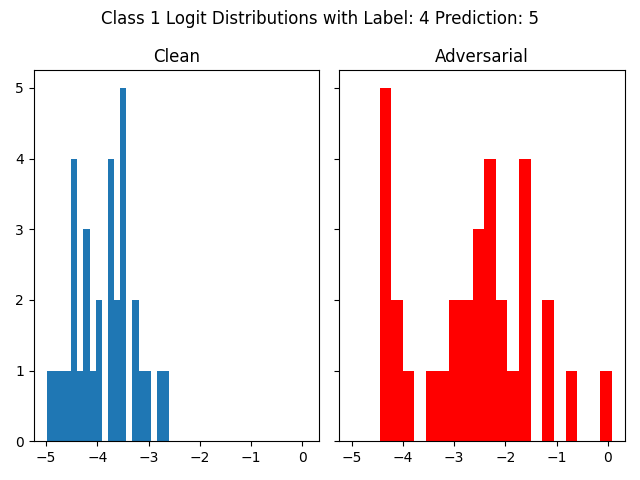 Class 1 Logit Distributions with Label: 4 Prediction: 5
Clean
Adversarial
5
4
3
2
1
0
−5 −4 −3 −2 −1 0
−5 −4 −3 −2 −1 0